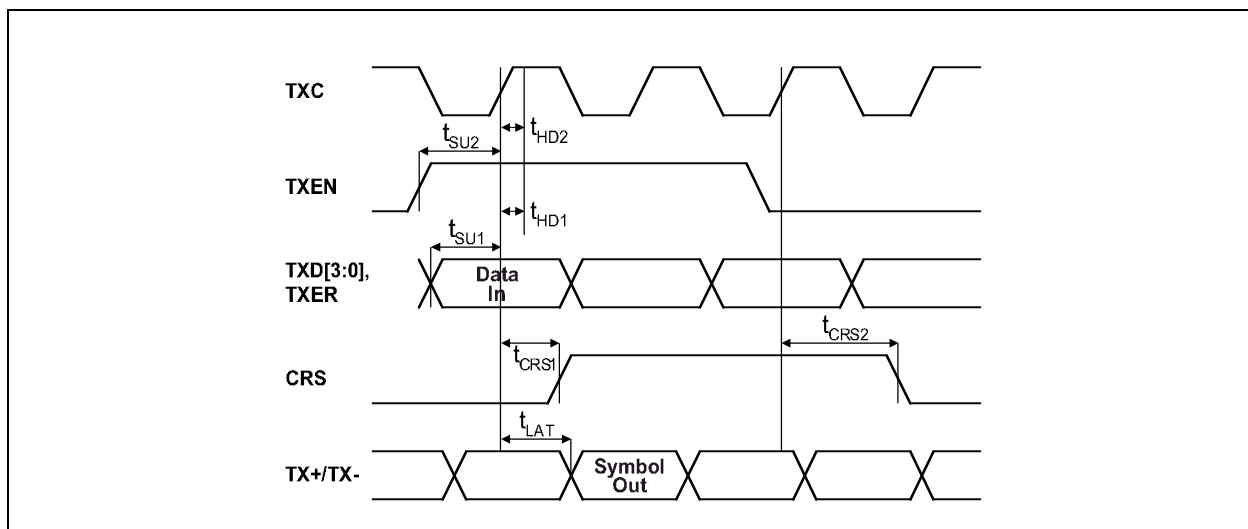 TXC
tHD2
tSU2
TXEN
tHD1
tSU1
TXD[3:0],
TXER
Data
In
tCRS2
tCRS1
CRS
tLAT
TX+/TX-
Symbol
Out